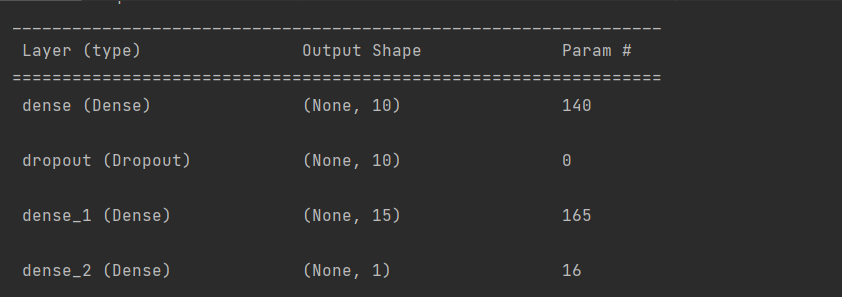 _________________________________________________________________
Layer (type) Output Shape Param #
=================================================================
dense (Dense) (None, 10) 140
dropout (Dropout) (None, 10) 0
dense_1 (Dense) (None, 15) 165
dense_2 (Dense) (None, 1) 16